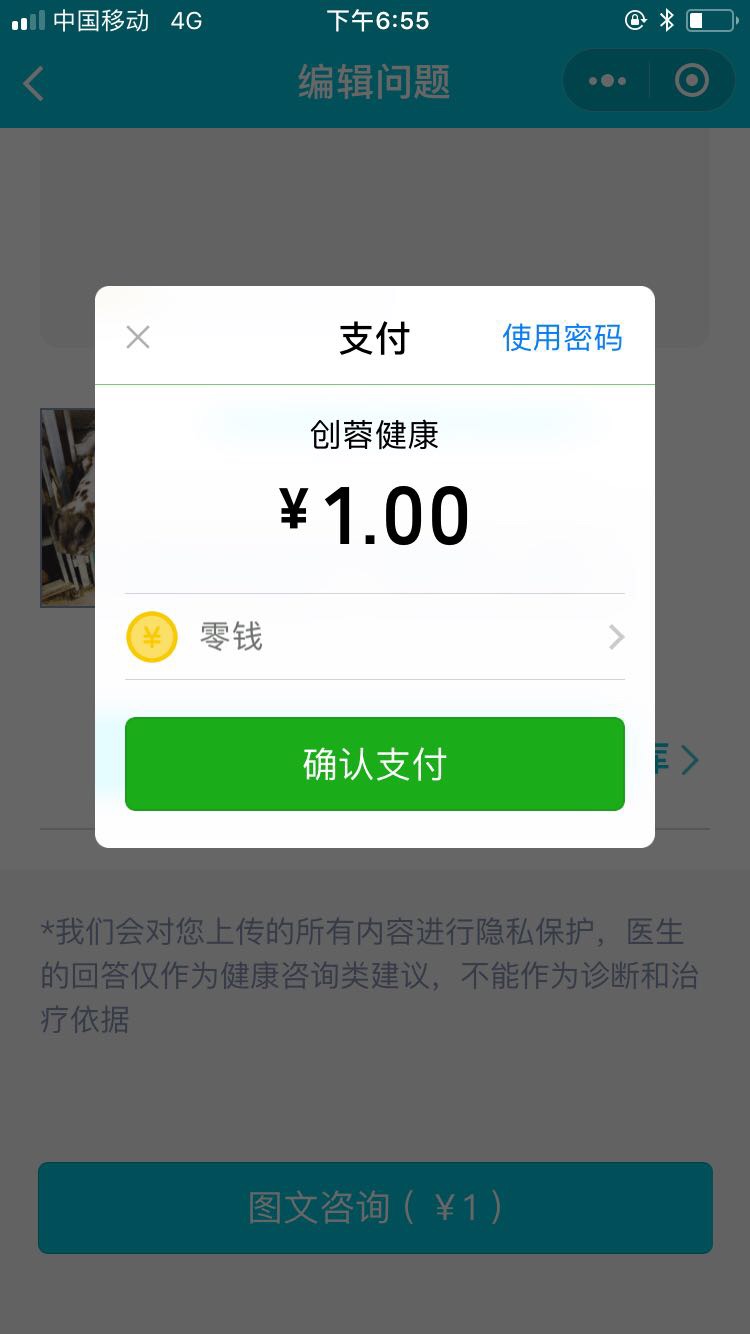 中国移动 4G 下午6:55
编辑问题
支付 使用密码
创蓉健康
¥1.00
零钱
确认支付
库
*我们会对您上传的所有内容进行隐私保护，医生
的回答仅作为健康咨询类建议，不能作为诊断和治
疗依据
图文咨询（¥1）